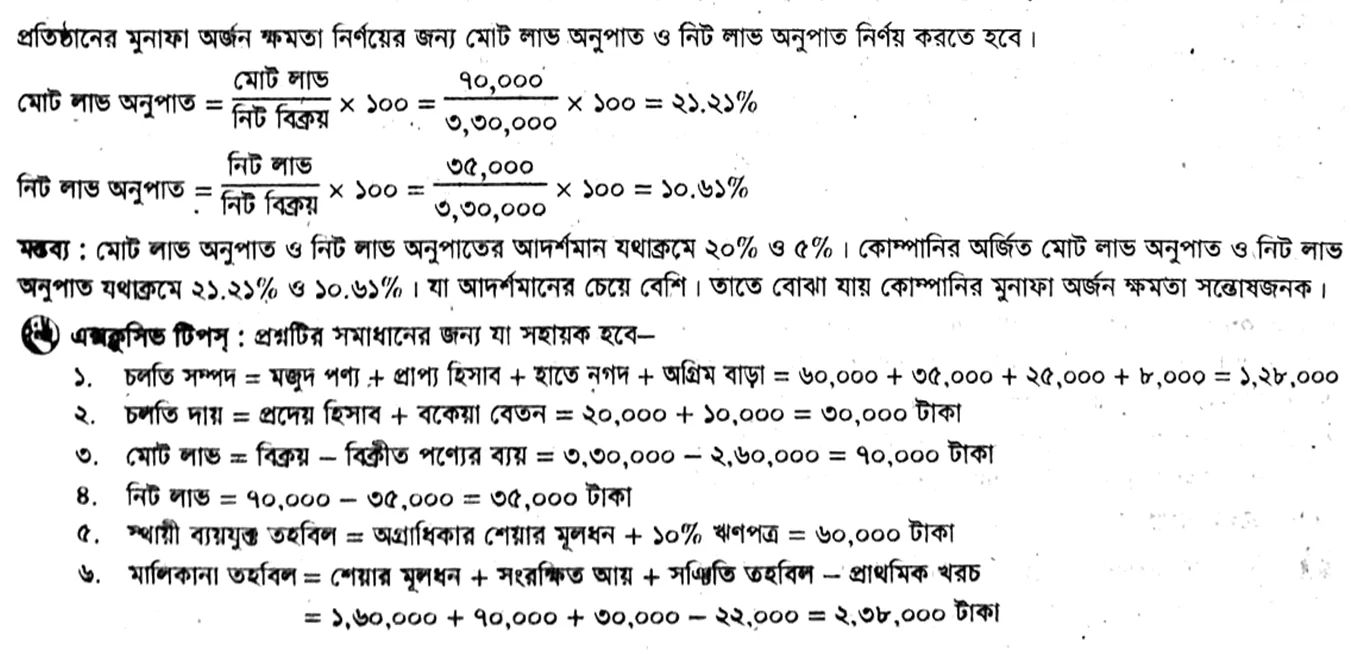 প্রতিষ্ঠানের মুনাফা অর্জন ক্ষমতা নির্ণয়ের জন্য মোট লাভ অনুপাত ও নিট লাভ অনুপাত নির্ণয় করতে হবে।
মোট লাভ অনুপাত = মোট লাভ / নিট বিক্রয় × ১০০ = ৭০,০০০ / ৩,৩০,০০০ × ১০০ = ২১.২১%
নিট লাভ অনুপাত = নিট লাভ / নিট বিক্রয় × ১০০ = ৩৫,০০০ / ৩,৩০,০০০ × ১০০ = ১০.৬১%
মন্তব্য : মোট লাভ অনুপাত ও নিট লাভ অনুপাতের আদর্শমান যথাক্রমে ২০% ও ৫%। কোম্পানির অর্জিত মোট লাভ অনুপাত ও নিট লাভ
অনুপাত যথাক্রমে ২১.২১% ও ১০.৬১%। যা আদর্শমানের চেয়ে বেশি। তাতে বোঝা যায় কোম্পানির মুনাফা অর্জন ক্ষমতা সন্তোষজনক।
এক্সক্লুসিভ টিপস্ : প্রশ্নটির সমাধানের জন্য যা সহায়ক হবে—
১. চলতি সম্পদ = মজুদ পণ্য + প্রাপ্য হিসাব + হাতে নগদ + অগ্রিম বাড়া = ৬০,০০০ + ৩৫,০০০ + ২৫,০০০ + ৮,০০০ = ১,২৮,০০০
২. চলতি দায় = প্রদেয় হিসাব + বকেয়া বেতন = ২০,০০০ + ১০,০০০ = ৩০,০০০ টাকা
৩. মোট লাভ = বিক্রয় – বিক্রীত পণ্যের ব্যয় = ৩,৩০,০০০ – ২,৬০,০০০ = ৭০,০০০ টাকা
৪. নিট লাভ = ৭০,০০০ – ৩৫,০০০ = ৩৫,০০০ টাকা
৫. স্থায়ী ব্যয়যুক্ত তহবিল = অগ্রাধিকার শেয়ার মূলধন + ১০% ঋণপত্র = ৬০,০০০ টাকা
৬. মালিকানা তহবিল = শেয়ার মূলধন + সংরক্ষিত আয় + সঞ্চিতি তহবিল – প্রাথমিক খরচ
= ১,৬০,০০০ + ৭০,০০০ + ৩০,০০০ – ২২,০০০ = ২,৩৮,০০০ টাকা